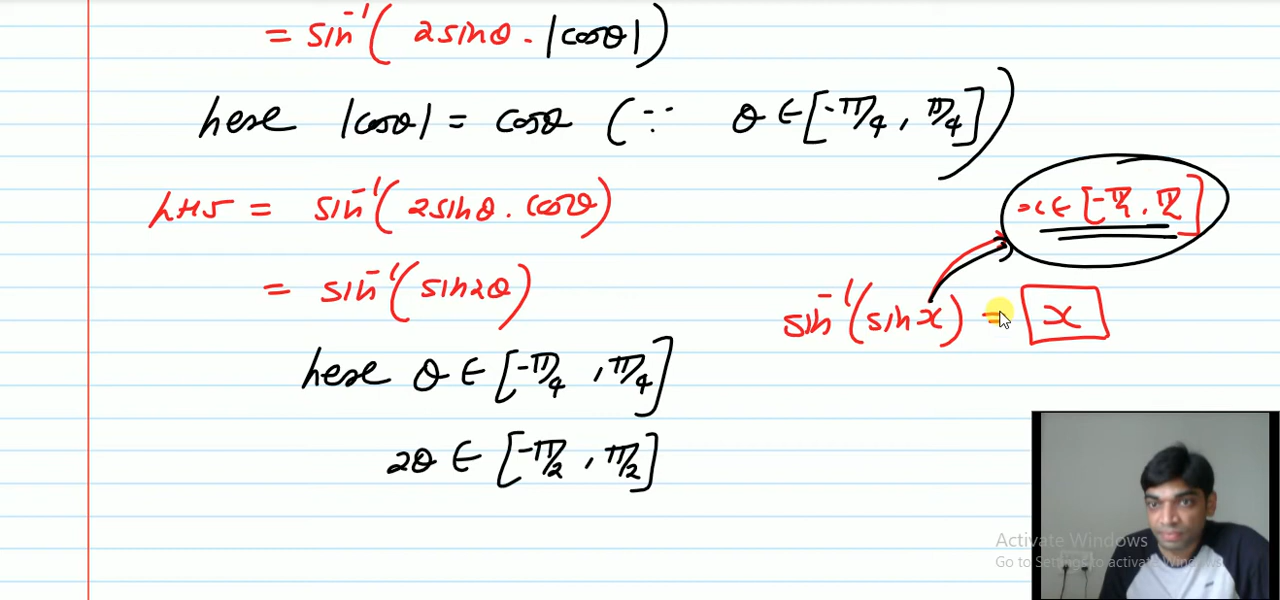 = sin⁻¹( 2sinθ · |cosθ| )
here |cosθ| = cosθ (∵ θ ∈ [-π/4 , π/4])
LHS = sin⁻¹( 2sinθ . cosθ )
x ∈ [-π/2 , π/2]
= sin⁻¹( sin2θ )
sin⁻¹( sin x ) = x
here θ ∈ [-π/4 , π/4]
2θ ∈ [-π/2 , π/2]
Activate Windows
Go to Settings to activate Windows.